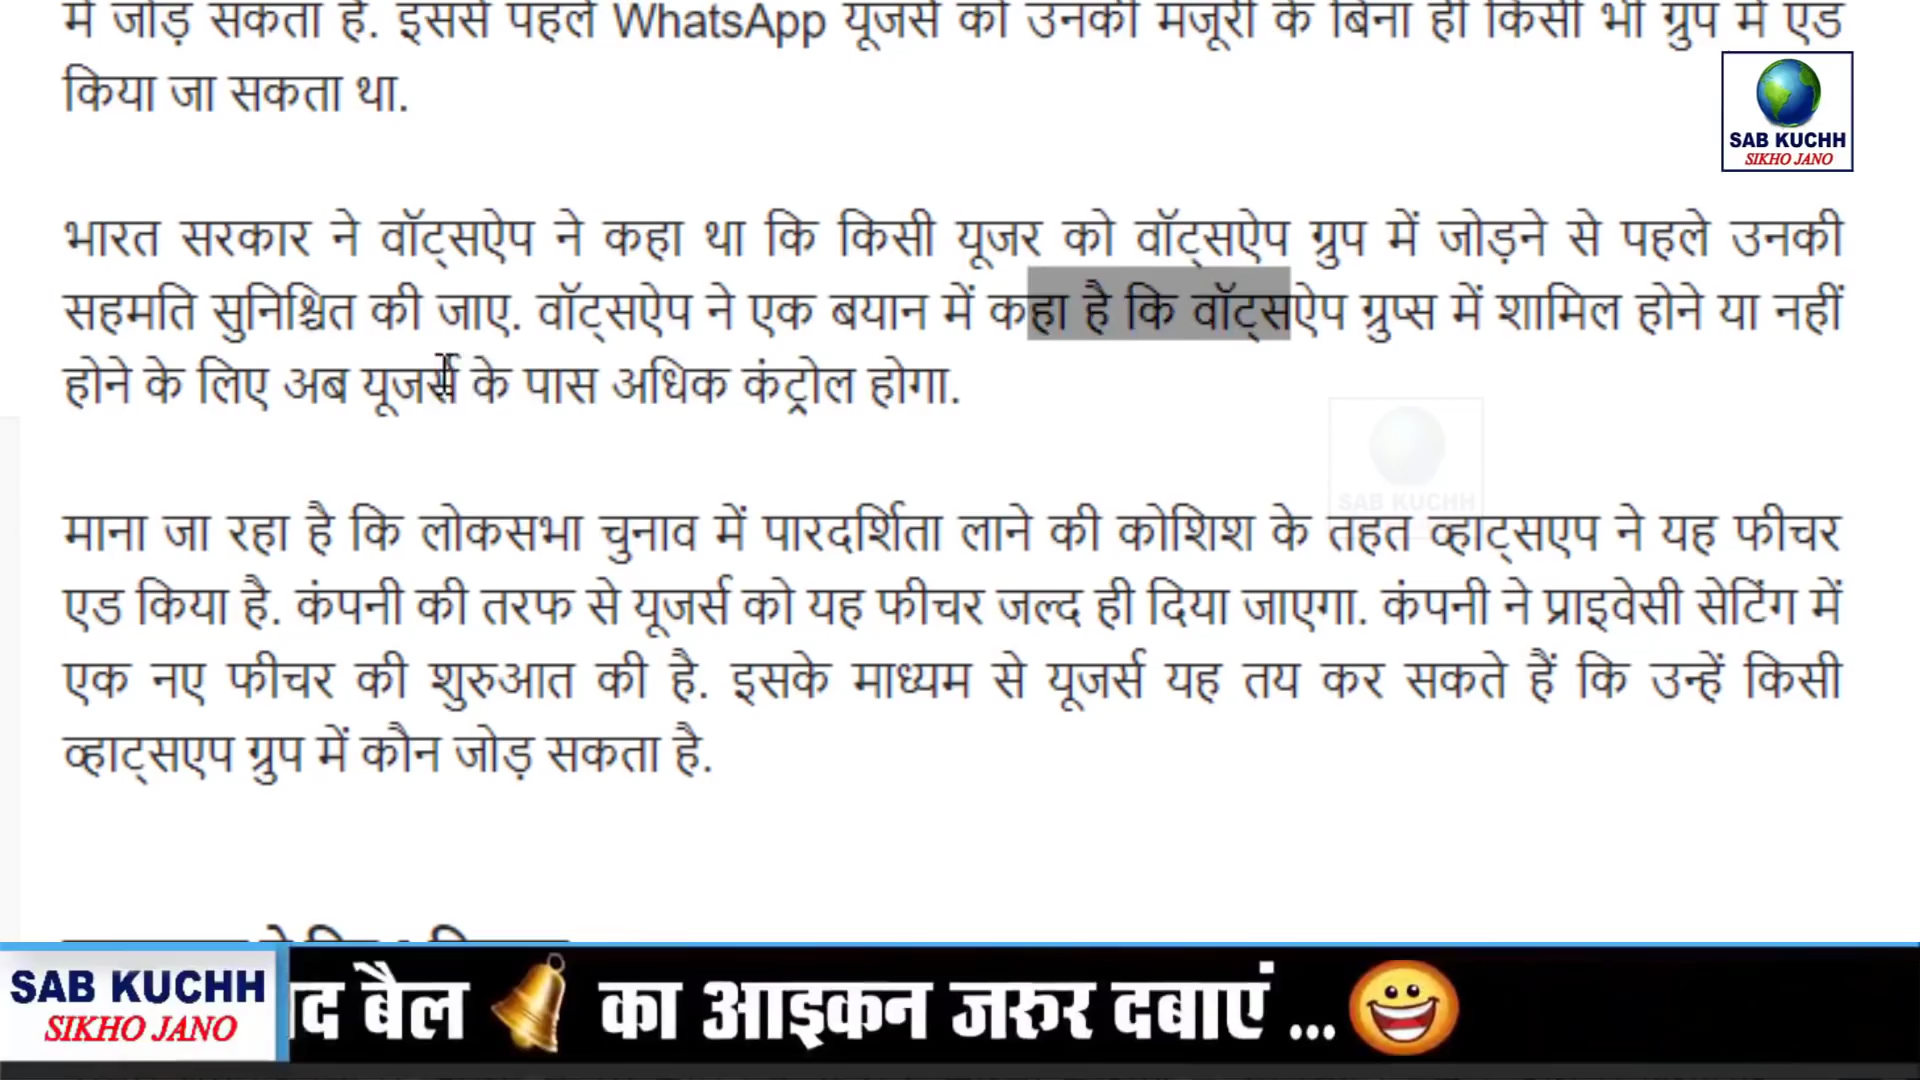 में जोड़ सकता है. इससे पहले WhatsApp यूजर्स को उनकी मंजूरी के बिना ही किसी भी ग्रुप में एड
किया जा सकता था.
SAB KUCHH
SIKHO JANO
भारत सरकार ने वॉट्सऐप ने कहा था कि किसी यूजर को वॉट्सऐप ग्रुप में जोड़ने से पहले उनकी
सहमति सुनिश्चित की जाए. वॉट्सऐप ने एक बयान में कहा है कि वॉट्सऐप ग्रुप्स में शामिल होने या नहीं
होने के लिए अब यूजर्स के पास अधिक कंट्रोल होगा.
SAB KUCHH
माना जा रहा है कि लोकसभा चुनाव में पारदर्शिता लाने की कोशिश के तहत व्हाट्सएप ने यह फीचर
एड किया है. कंपनी की तरफ से यूजर्स को यह फीचर जल्द ही दिया जाएगा. कंपनी ने प्राइवेसी सेटिंग में
एक नए फीचर की शुरुआत की है. इसके माध्यम से यूजर्स यह तय कर सकते हैं कि उन्हें किसी
व्हाट्सएप ग्रुप में कौन जोड़ सकता है.
SAB KUCHH
SIKHO JANO
द बैल का आइकन जरुर दबाएं ...